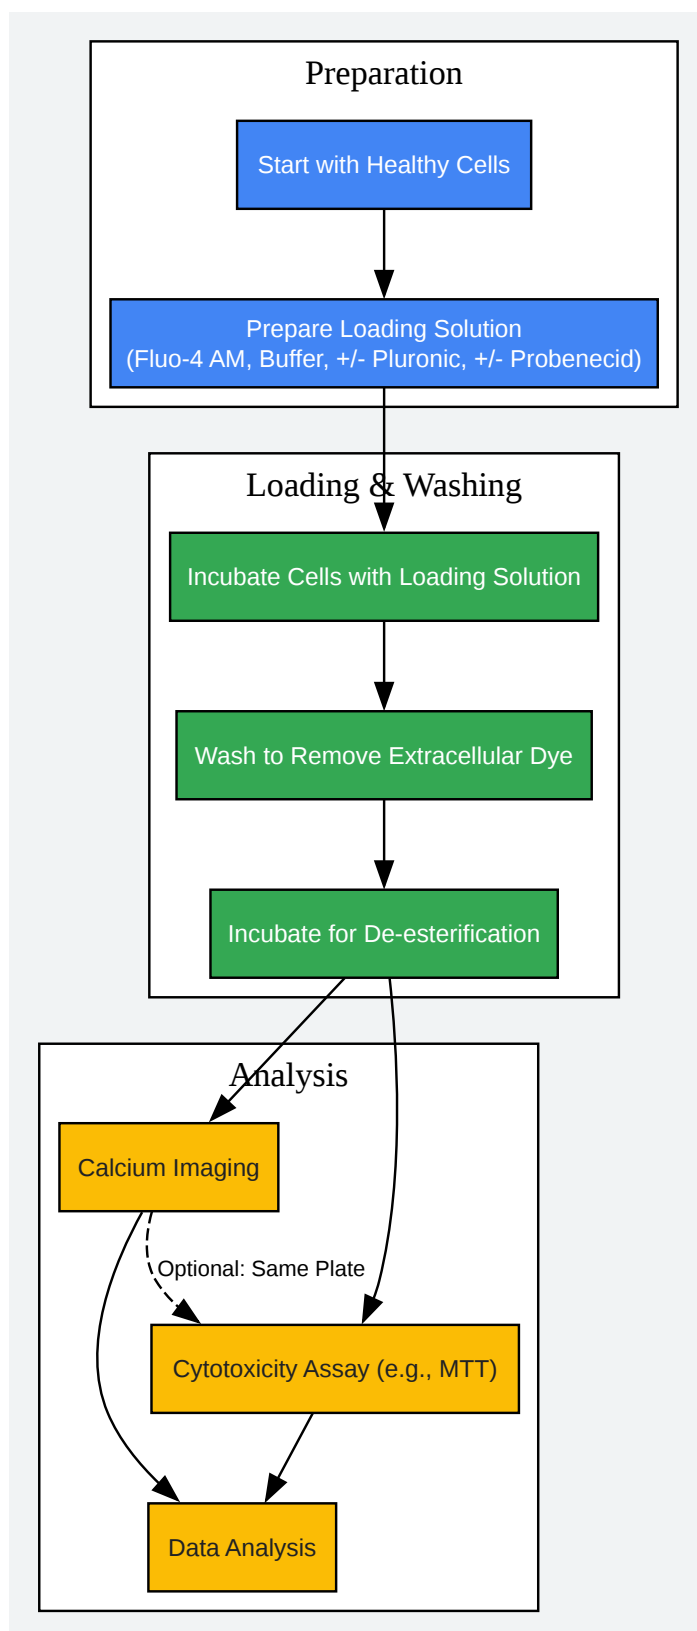 Preparation
Start with Healthy Cells
Prepare Loading Solution
(Fluo-4 AM, Buffer, +/- Pluronic, +/- Probenecid)
Loading & Washing
Incubate Cells with Loading Solution
Wash to Remove Extracellular Dye
Incubate for De-esterification
Analysis
Calcium Imaging
Optional: Same Plate
Cytotoxicity Assay (e.g., MTT)
Data Analysis